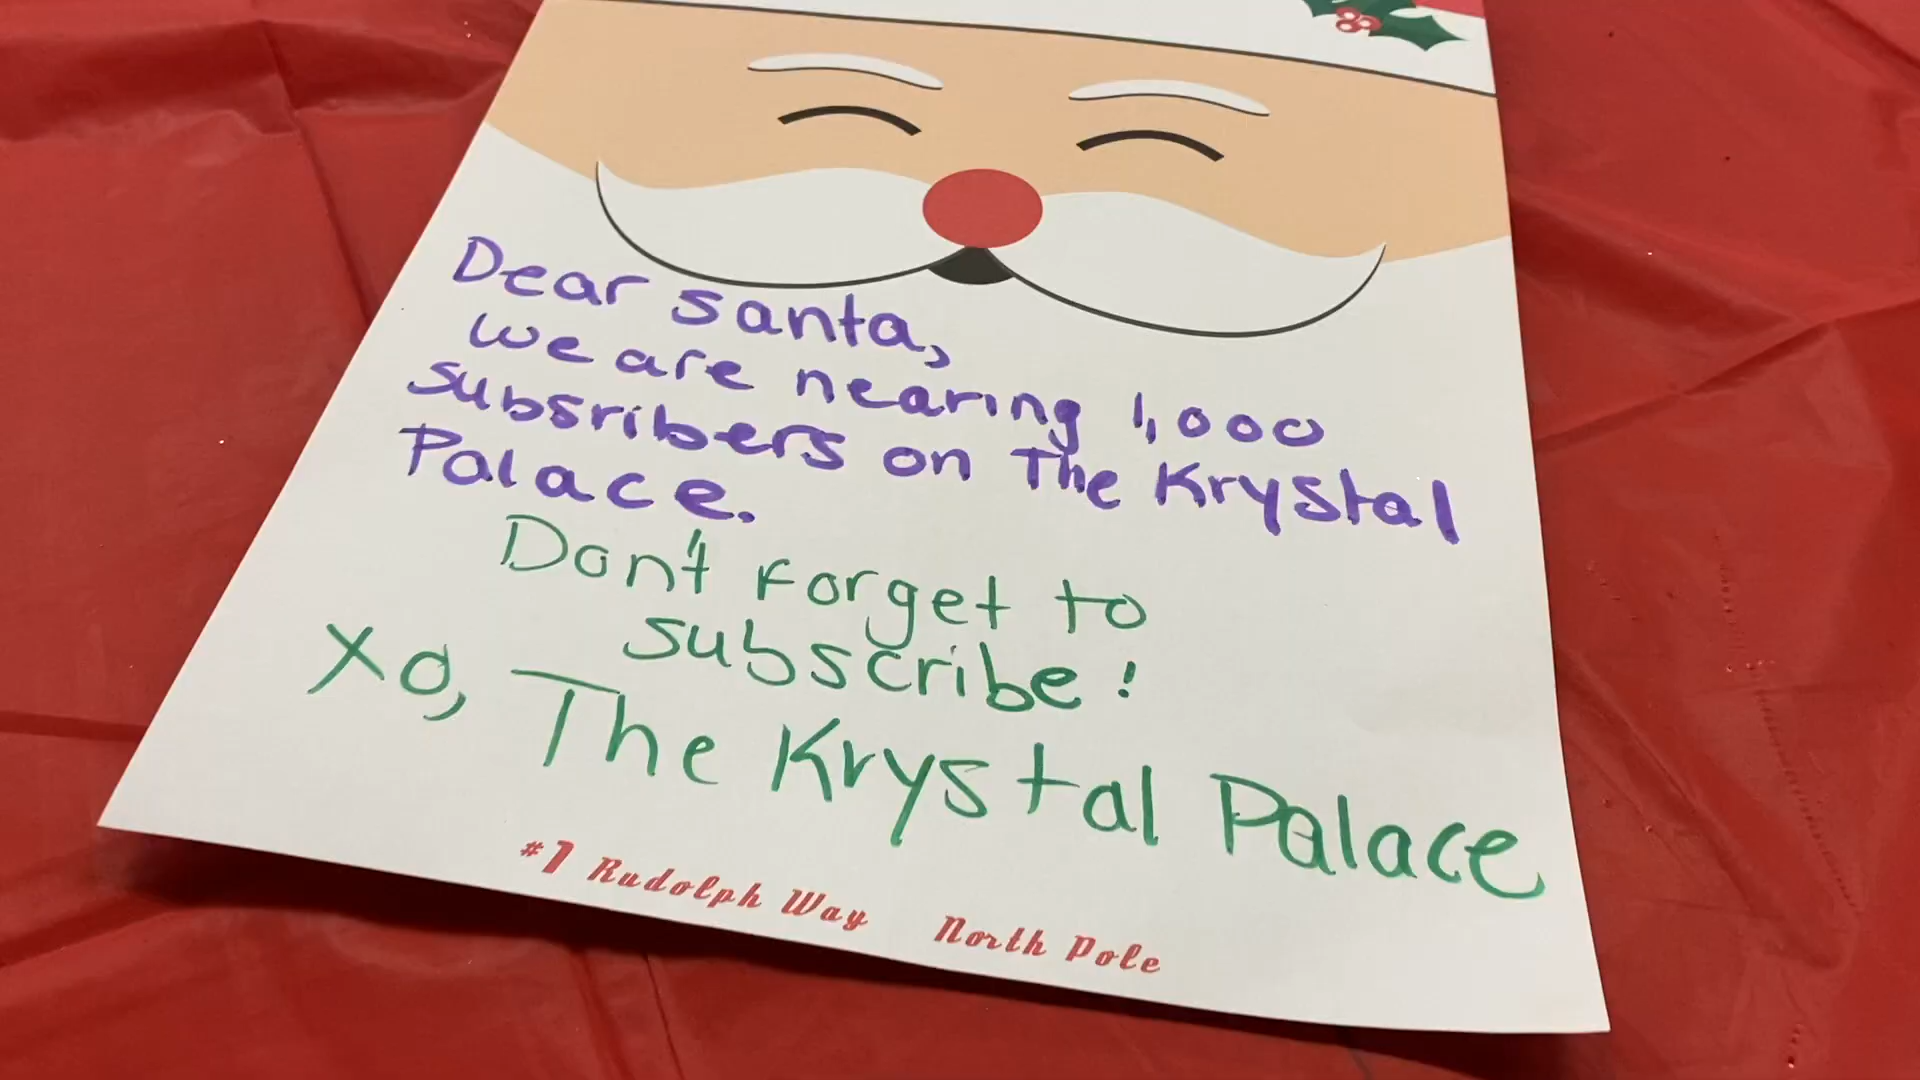 Dear Santa,
we are nearing 1,000
subsribers on The Krystal
Palace.
Don't forget to
subscribe!
XO, The Krystal Palace
#1 Rudolph Way North Pole